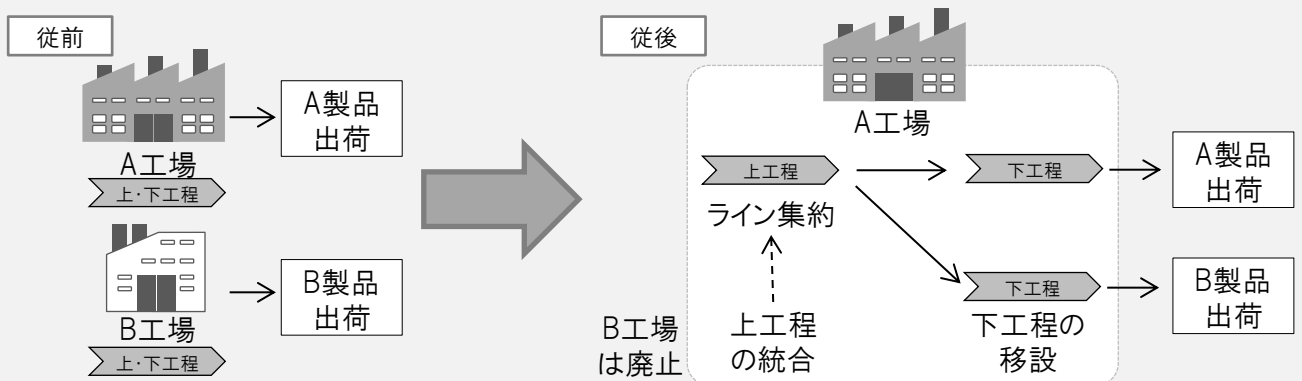 従前
A製品
出荷
A工場
上・下工程
B製品
出荷
B工場
上・下工程
従後
A工場
上工程
ライン集約
下工程
A製品
出荷
下工程
B製品
出荷
B工場
は廃止
上工程
の統合
下工程の
移設